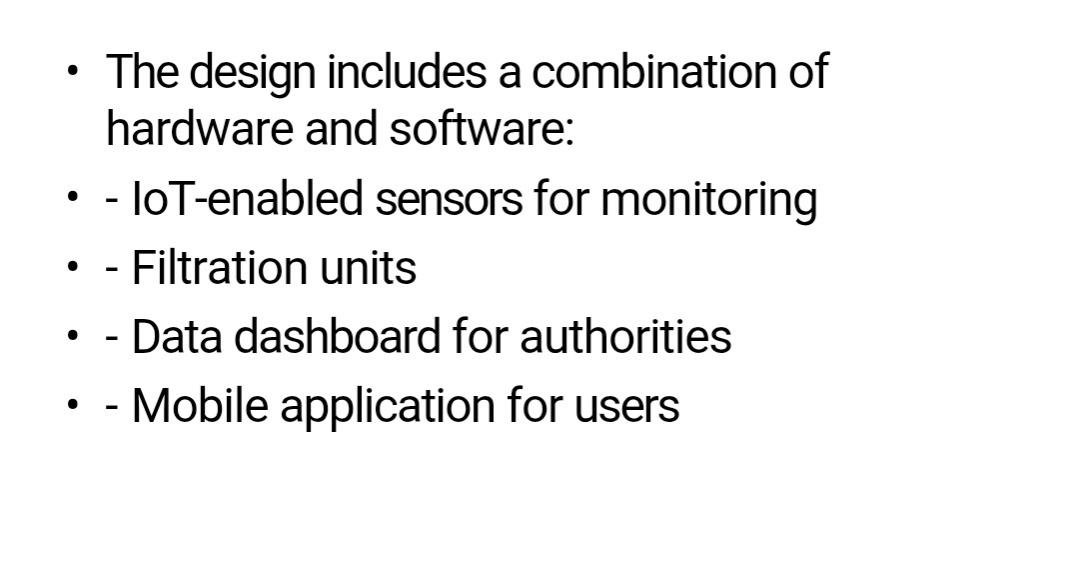 • The design includes a combination of
hardware and software:
• - IoT-enabled sensors for monitoring
• - Filtration units
• - Data dashboard for authorities
• - Mobile application for users